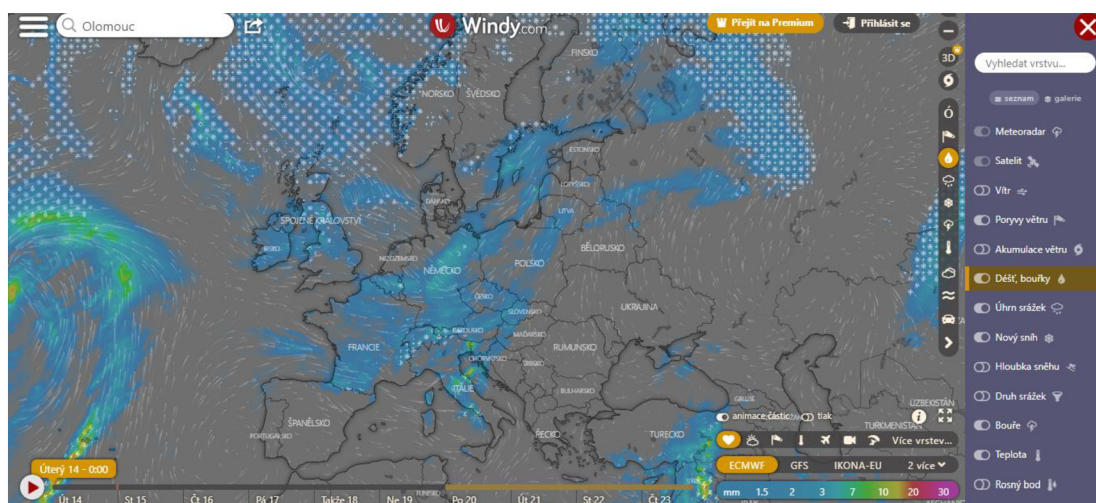 Olomouc
Windy.com
Přejít na Premium
Přihlásit se
Vyhledat vrstvu...
seznam
galerie
3D
Meteoradar
Satelit
Vítr
Poryvy větru
Akumulace větru
Déšť, bouřky
Úhrn srážek
Nový sníh
Hloubka sněhu
Druh srážek
Bouře
Teplota
Rosný bod
FINSKO
NORSKO
ŠVÉDSKO
ESTONSKO
LOTYŠSKO
LITVA
DÁNSKO
SPOJENÉ KRÁLOVSTVÍ
IRSKO
NIZOZEMSKO
BĚLORUSKO
POLSKO
NĚMECKO
ČESKO
SLOVENSKO
UKRAJINA
RAKOUSKO
MAĎARSKO
FRANCIE
CHORVATSKO
RUMUNSKO
SRBSKO
ITÁLIE
BULHARSKO
ŠPANĚLSKO
PORTUGALSKO
ŘECKO
TURECKO
GRUZIE
UZBEKISTÁN
TURKMENISTÁN
TUNISKO
animace částic
tlak
Více vrstev...
ECMWF GFS IKONA-EU 2 více
mm 1.5 2 3 7 10 20 30
Úterý 14 - 0:00
Út 14 St 15 Čt 16 Pá 17 Takže 18 Ne 19 Po 20 Út 21 St 22 Čt 23